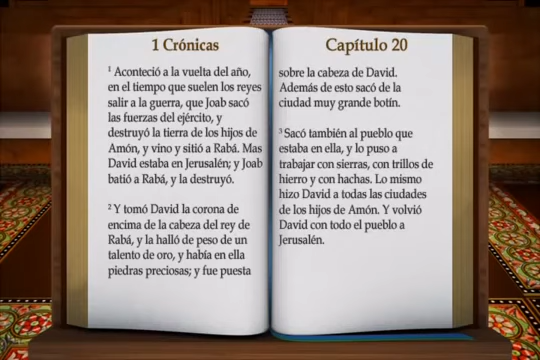 1 Crónicas
¹ Aconteció a la vuelta del año,
en el tiempo que suelen los reyes
salir a la guerra, que Joab sacó
las fuerzas del ejército, y
destruyó la tierra de los hijos de
Amón, y vino y sitió a Rabá. Mas
David estaba en Jerusalén; y Joab
batió a Rabá, y la destruyó.
² Y tomó David la corona de
encima de la cabeza del rey de
Rabá, y la halló de peso de un
talento de oro, y había en ella
piedras preciosas; y fue puesta
Capítulo 20
sobre la cabeza de David.
Además de esto sacó de la
ciudad muy grande botín.
³ Sacó también al pueblo que
estaba en ella, y lo puso a
trabajar con sierras, con trillos de
hierro y con hachas. Lo mismo
hizo David a todas las ciudades
de los hijos de Amón. Y volvió
David con todo el pueblo a
Jerusalén.